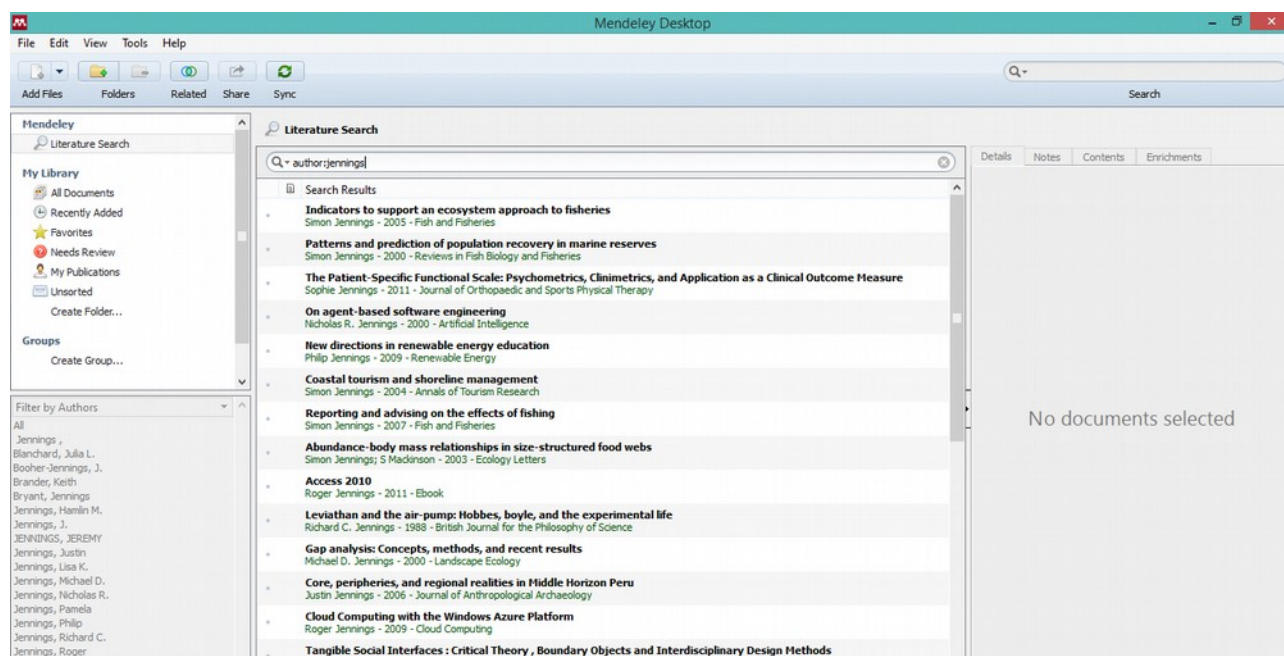 Mendeley Desktop
File Edit View Tools Help
Add Files Folders Related Share Sync Search
Mendeley
Literature Search
My Library
All Documents
Recently Added
Favorites
Needs Review
My Publications
Unsorted
Create Folder...
Groups
Create Group...
Filter by Authors
All
Jennings ,
Blanchard, Julia L.
Booher-Jennings, J.
Brander, Keith
Bryant, Jennings
Jennings, Hamlin M.
Jennings, J.
JENNINGS, JEREMY
Jennings, Justin
Jennings, Lisa K.
Jennings, Michael D.
Jennings, Nicholas R.
Jennings, Pamela
Jennings, Philip
Jennings, Richard C.
Jennings, Roger
Literature Search
author:jennings
Search Results
Indicators to support an ecosystem approach to fisheries
Simon Jennings - 2005 - Fish and Fisheries
Patterns and prediction of population recovery in marine reserves
Simon Jennings - 2000 - Reviews in Fish Biology and Fisheries
The Patient-Specific Functional Scale: Psychometrics, Clinimetrics, and Application as a Clinical Outcome Measure
Sophie Jennings - 2011 - Journal of Orthopaedic and Sports Physical Therapy
On agent-based software engineering
Nicholas R. Jennings - 2000 - Artificial Intelligence
New directions in renewable energy education
Philip Jennings - 2009 - Renewable Energy
Coastal tourism and shoreline management
Simon Jennings - 2004 - Annals of Tourism Research
Reporting and advising on the effects of fishing
Simon Jennings - 2007 - Fish and Fisheries
Abundance-body mass relationships in size-structured food webs
Simon Jennings; S Mackinson - 2003 - Ecology Letters
Access 2010
Roger Jennings - 2011 - Ebook
Leviathan and the air-pump: Hobbes, boyle, and the experimental life
Richard C. Jennings - 1988 - British Journal for the Philosophy of Science
Gap analysis: Concepts, methods, and recent results
Michael D. Jennings - 2000 - Landscape Ecology
Core, peripheries, and regional realities in Middle Horizon Peru
Justin Jennings - 2006 - Journal of Anthropological Archaeology
Cloud Computing with the Windows Azure Platform
Roger Jennings - 2009 - Cloud Computing
Tangible Social Interfaces : Critical Theory , Boundary Objects and Interdisciplinary Design Methods
Details Notes Contents Enrichments
No documents selected